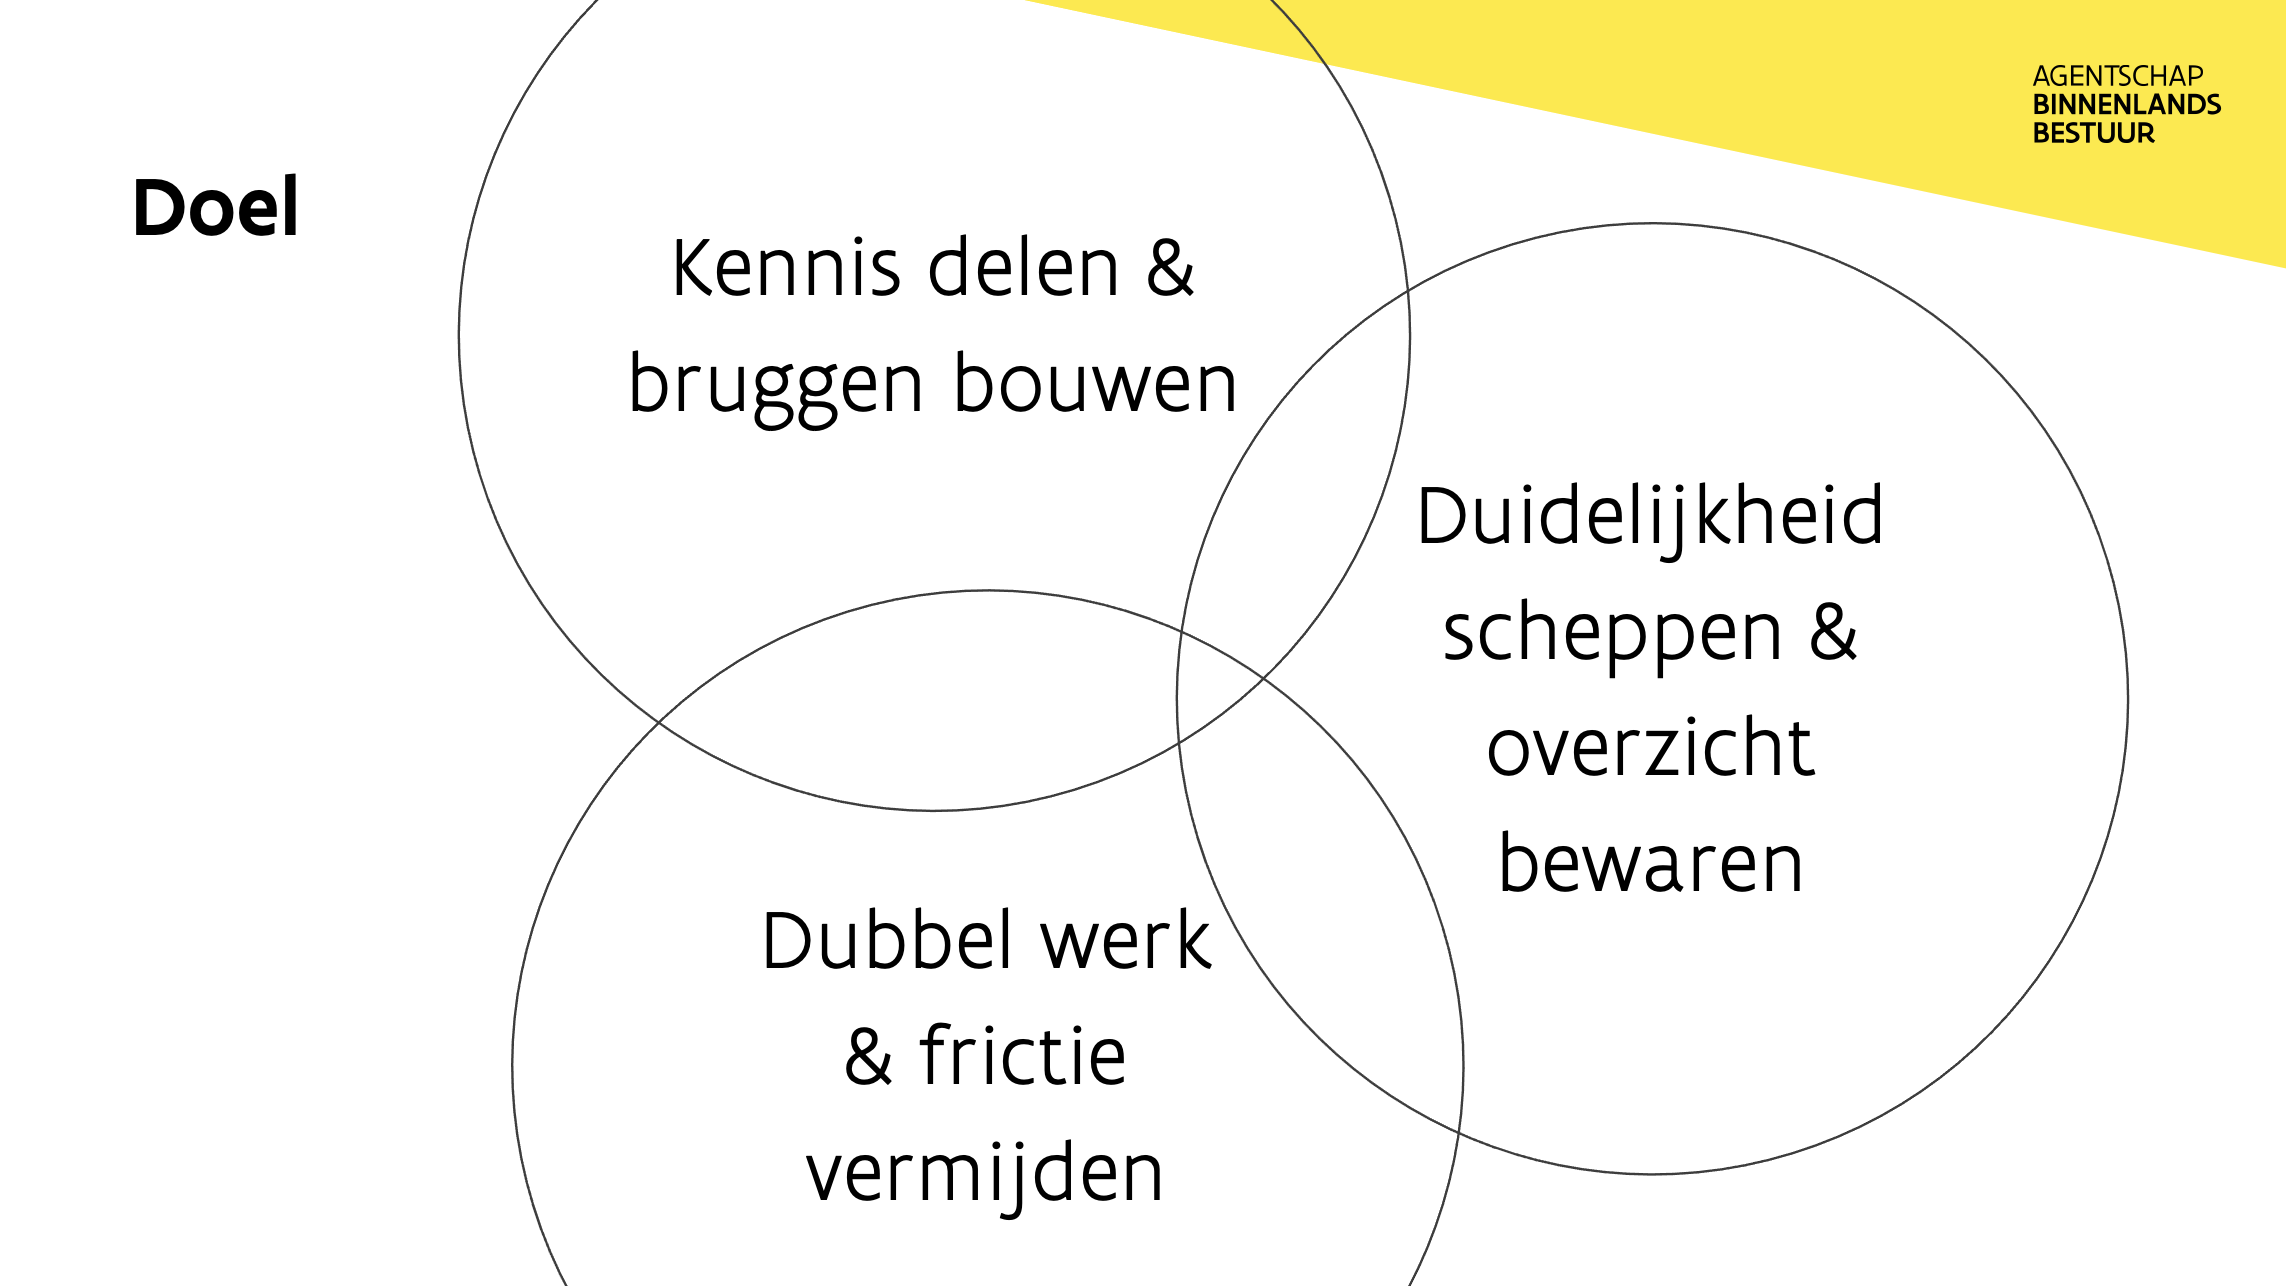 AGENTSCHAP
BINNENLANDS
BESTUUR
Doel
Kennis delen &
bruggen bouwen
Duidelijkheid
scheppen &
overzicht
bewaren
Dubbel werk
& frictie
vermijden